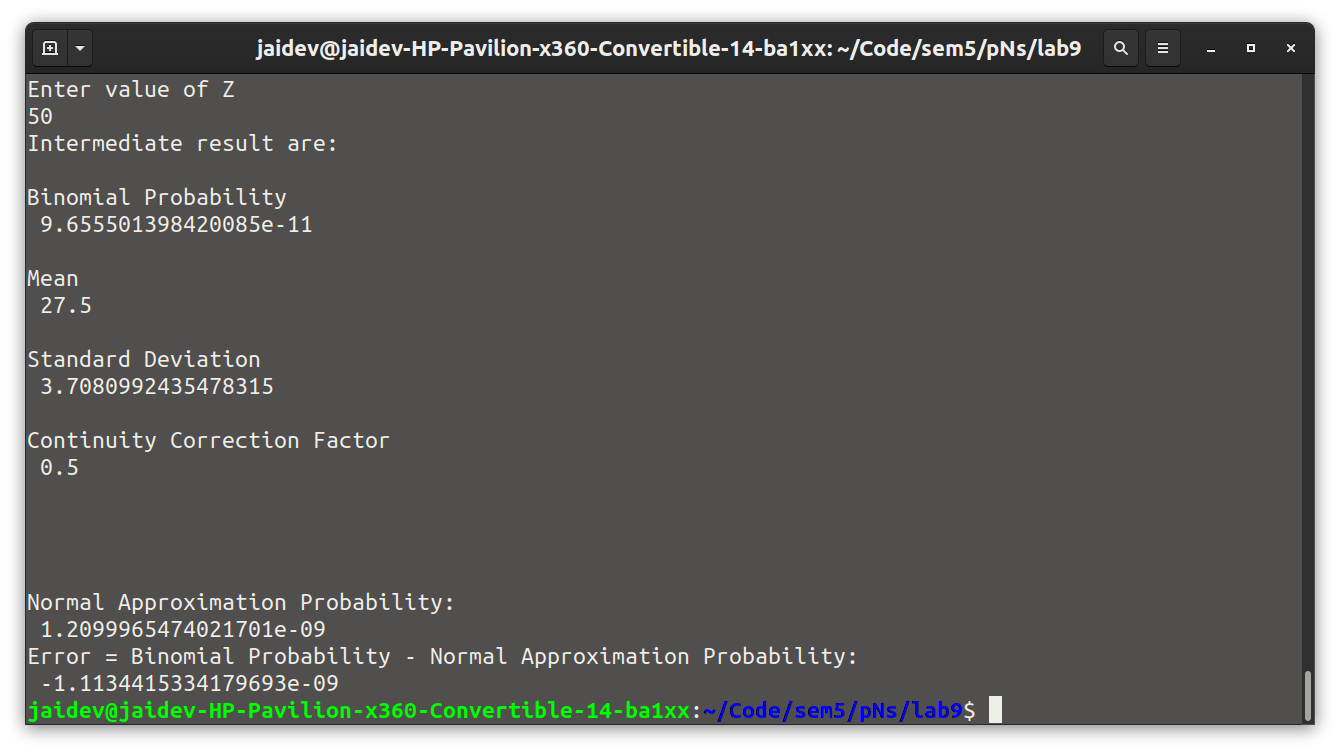 jaidev@jaidev-HP-Pavilion-x360-Convertible-14-ba1xx: ~/Code/sem5/pNs/lab9
Enter value of Z
50
Intermediate result are:
Binomial Probability
9.655501398420085e-11
Mean
27.5
Standard Deviation
3.7080992435478315
Continuity Correction Factor
0.5
Normal Approximation Probability:
1.2099965474021701e-09
Error = Binomial Probability - Normal Approximation Probability:
-1.1134415334179693e-09
jaidev@jaidev-HP-Pavilion-x360-Convertible-14-ba1xx:~/Code/sem5/pNs/lab9$